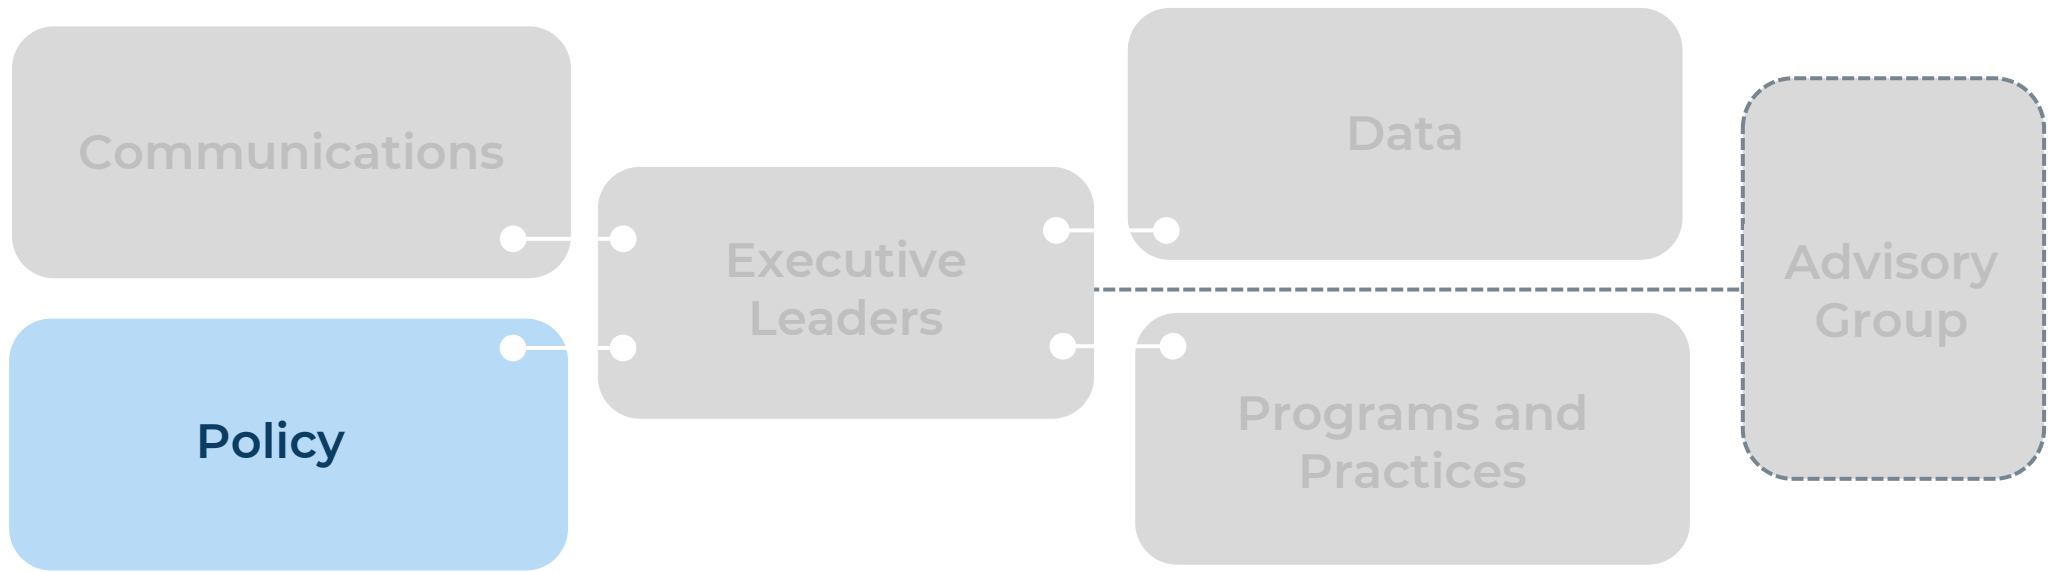 Communications
Policy
Executive
Leaders
Data
Programs and
Practices
Advisory
Group